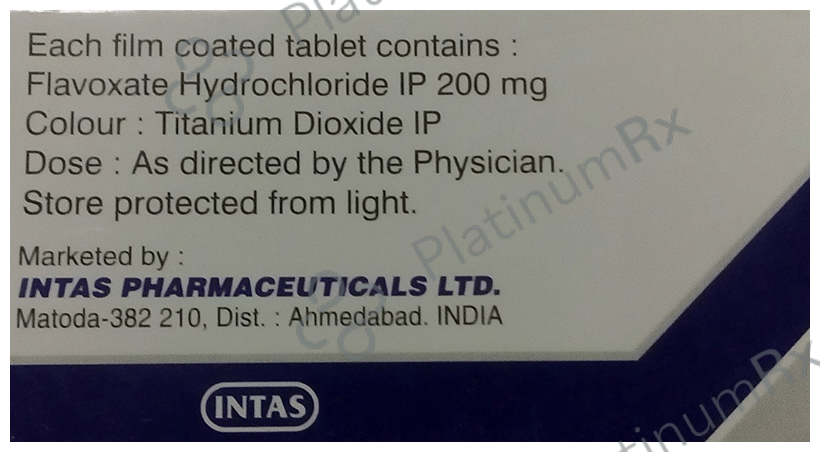 Each film coated tablet contains :
Flavoxate Hydrochloride IP 200 mg
Colour : Titanium Dioxide IP
Dose : As directed by the Physician.
Store protected from light.
Marketed by :
INTAS PHARMACEUTICALS LTD.
Matoda-382 210, Dist. : Ahmedabad. INDIA
INTAS
PlatinumRx